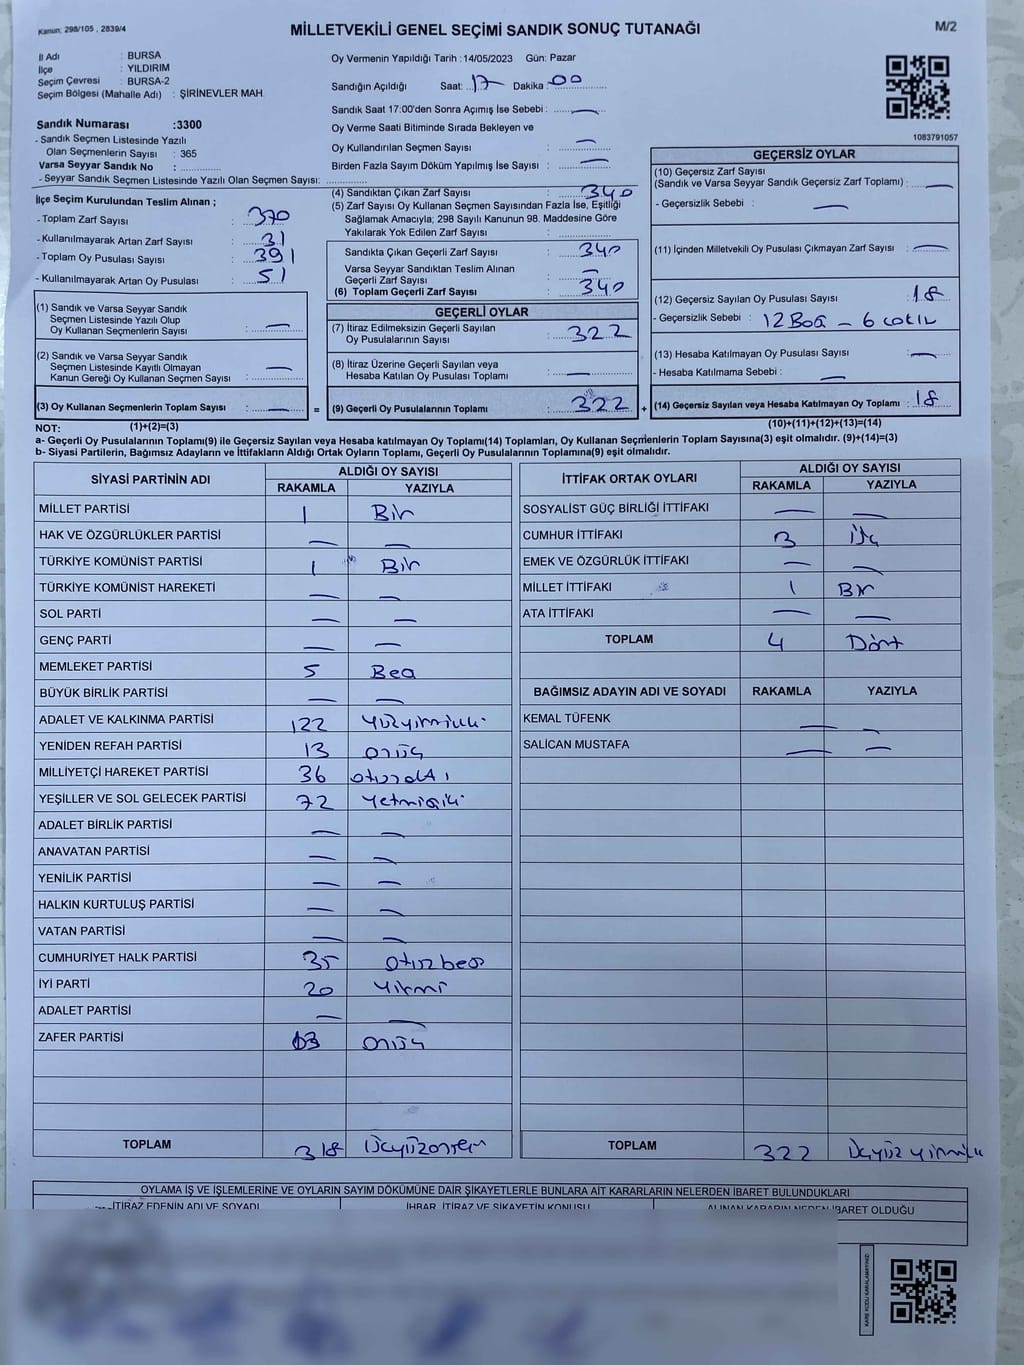 Kanun; 298/105 , 2839/4
MİLLETVEKİLİ GENEL SEÇİMİ SANDIK SONUÇ TUTANAĞI
M/2
İl Adı : BURSA
İlçe : YILDIRIM
Seçim Çevresi : BURSA-2
Seçim Bölgesi (Mahalle Adı) : ŞİRİNEVLER MAH.
Sandık Numarası :3300
- Sandık Seçmen Listesinde Yazılı
Olan Seçmenlerin Sayısı : 365
Varsa Seyyar Sandık No :
- Seyyar Sandık Seçmen Listesinde Yazılı Olan Seçmen Sayısı:
Oy Vermenin Yapıldığı Tarih :14/05/2023 Gün: Pazar
Sandığın Açıldığı Saat: 17 Dakika: 00
Sandık Saat 17:00'den Sonra Açımış İse Sebebi : —
Oy Verme Saati Bitiminde Sırada Bekleyen ve
Oy Kullandırılan Seçmen Sayısı : —
Birden Fazla Sayım Döküm Yapılmış İse Sayısı : —
1083791057
İlçe Seçim Kurulundan Teslim Alınan ;
- Toplam Zarf Sayısı : 370
- Kullanılmayarak Artan Zarf Sayısı : 31
- Toplam Oy Pusulası Sayısı : 391
- Kullanılmayarak Artan Oy Pusulası : 51
(1) Sandık ve Varsa Seyyar Sandık
Seçmen Listesinde Yazılı Olup
Oy Kullanan Seçmenlerin Sayısı : —
(2) Sandık ve Varsa Seyyar Sandık
Seçmen Listesinde Kayıtlı Olmayan
Kanun Gereği Oy Kullanan Seçmen Sayısı : —
(3) Oy Kullanan Seçmenlerin Toplam Sayısı : — =
(4) Sandıktan Çıkan Zarf Sayısı : 340
(5) Zarf Sayısı Oy Kullanan Seçmen Sayısından Fazla İse, Eşitliği
Sağlamak Amacıyla; 298 Sayılı Kanunun 98. Maddesine Göre
Yakılarak Yok Edilen Zarf Sayısı :
Sandıkta Çıkan Geçerli Zarf Sayısı : 340
Varsa Seyyar Sandıktan Teslim Alınan
Geçerli Zarf Sayısı : —
(6) Toplam Geçerli Zarf Sayısı : 340
GEÇERLİ OYLAR
(7) İtiraz Edilmeksizin Geçerli Sayılan
Oy Pusulalarının Sayısı : 322
(8) İtiraz Üzerine Geçerli Sayılan veya
Hesaba Katılan Oy Pusulası Toplamı : —
(9) Geçerli Oy Pusulalarının Toplamı : 322 +
GEÇERSİZ OYLAR
(10) Geçersiz Zarf Sayısı
(Sandık ve Varsa Seyyar Sandık Geçersiz Zarf Toplamı) : —
- Geçersizlik Sebebi : —
(11) İçinden Milletvekili Oy Pusulası Çıkmayan Zarf Sayısı : —
(12) Geçersiz Sayılan Oy Pusulası Sayısı : 18
- Geçersizlik Sebebi : 12 Boş – 6
(13) Hesaba Katılmayan Oy Pusulası Sayısı : —
- Hesaba Katılmama Sebebi : —
(14) Geçersiz Sayılan veya Hesaba Katılmayan Oy Toplamı : 18
NOT: (1)+(2)=(3) (10)+(11)+(12)+(13)=(14)
a- Geçerli Oy Pusulalarının Toplamı(9) ile Geçersiz Sayılan veya Hesaba katılmayan Oy Toplamı(14) Toplamları, Oy Kullanan Seçmenlerin Toplam Sayısına(3) eşit olmalıdır. (9)+(14)=(3)
b- Siyasi Partilerin, Bağımsız Adayların ve İttifakların Aldığı Ortak Oyların Toplamı, Geçerli Oy Pusulalarının Toplamına(9) eşit olmalıdır.
SİYASİ PARTİNİN ADI ALDIĞI OY SAYISI
RAKAMLA YAZIYLA
MİLLET PARTİSİ 1 Bir
HAK VE ÖZGÜRLÜKLER PARTİSİ — —
TÜRKİYE KOMÜNİST PARTİSİ 1 Bir
TÜRKİYE KOMÜNİST HAREKETİ — —
SOL PARTİ — —
GENÇ PARTİ — —
MEMLEKET PARTİSİ 5 Beş
BÜYÜK BİRLİK PARTİSİ — —
ADALET VE KALKINMA PARTİSİ 122 Yüzyirmiiki
YENİDEN REFAH PARTİSİ 13 Onüç
MİLLİYETÇİ HAREKET PARTİSİ 36 otuzaltı
YEŞİLLER VE SOL GELECEK PARTİSİ 72 Yetmişiki
ADALET BİRLİK PARTİSİ — —
ANAVATAN PARTİSİ — —
YENİLİK PARTİSİ — —
HALKIN KURTULUŞ PARTİSİ — —
VATAN PARTİSİ — —
CUMHURİYET HALK PARTİSİ 35 otuzbeş
İYİ PARTİ 20 Yirmi
ADALET PARTİSİ — —
ZAFER PARTİSİ 13 Onüç
TOPLAM 318 Üçyüzonsekiz
İTTİFAK ORTAK OYLARI ALDIĞI OY SAYISI
RAKAMLA YAZIYLA
SOSYALİST GÜÇ BİRLİĞİ İTTİFAKI — —
CUMHUR İTTİFAKI 3 Üç
EMEK VE ÖZGÜRLÜK İTTİFAKI — —
MİLLET İTTİFAKI 1 Bir
ATA İTTİFAKI — —
TOPLAM 4 Dört
BAĞIMSIZ ADAYIN ADI VE SOYADI RAKAMLA YAZIYLA
KEMAL TÜFENK — —
SALİCAN MUSTAFA — —
TOPLAM 322 Üçyüzyirmiiki
OYLAMA İŞ VE İŞLEMLERİNE VE OYLARIN SAYIM DÖKÜMÜNE DAİR ŞİKAYETLERLE BUNLARA AİT KARARLARIN NELERDEN İBARET BULUNDUKLARI
İTİRAZ EDENİN ADI VE SOYADI İHBAR, İTİRAZ VE ŞİKAYETİN KONUSU ALINAN KARARIN NEDEN İBARET OLDUĞU
KARE KODU KARALAMAYINIZ!